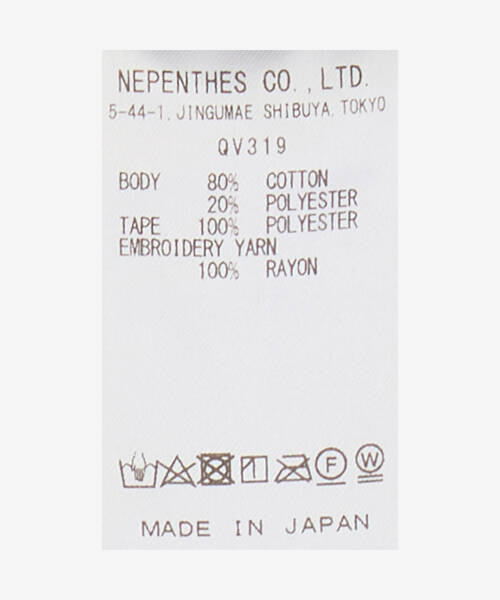 NEPENTHES CO.,LTD.
5-44-1, JINGUMAE SHIBUYA, TOKYO
QV319
BODY 80% COTTON
20% POLYESTER
TAPE 100% POLYESTER
EMBROIDERY YARN
100% RAYON
F W
MADE IN JAPAN